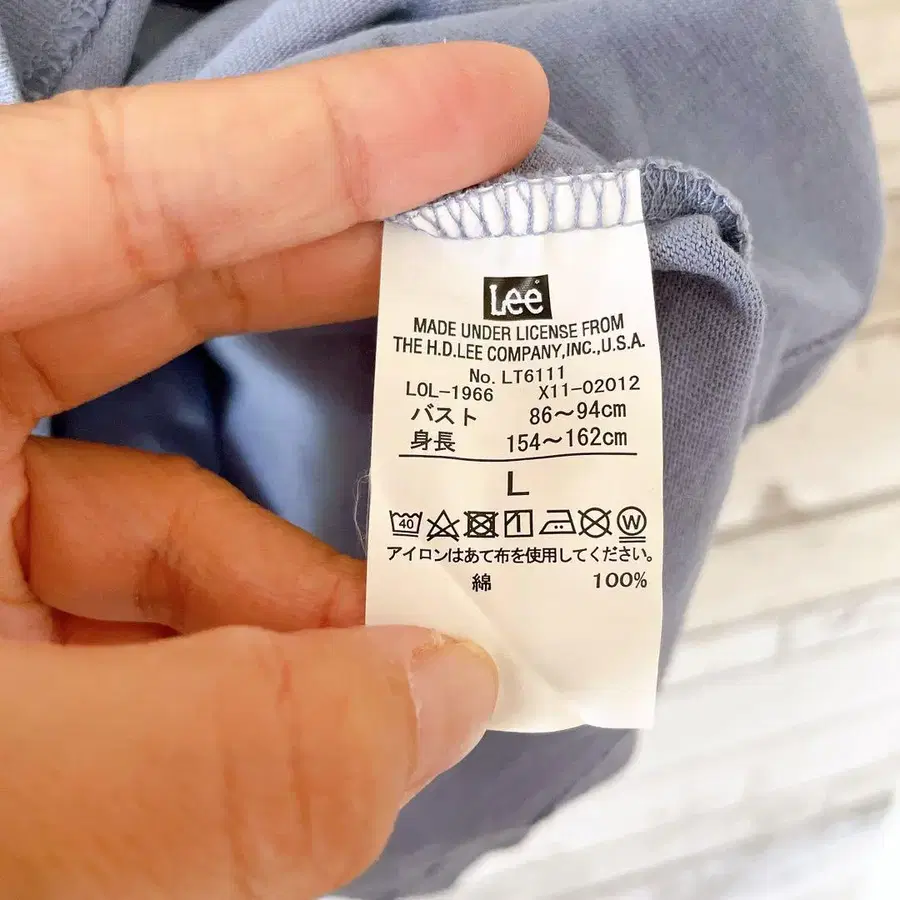 Lee
MADE UNDER LICENSE FROM
THE H.D.LEE COMPANY,INC.,U.S.A.
No. LT6111
LOL-1966 X11-02012
バスト 86～94cm
身長 154～162cm
L
40 W
アイロンはあて布を使用してください。
綿 100%